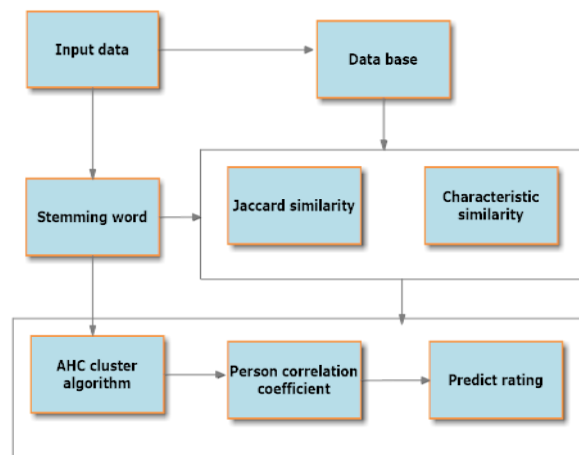 Input data
Data base
Stemming word
Jaccard similarity
Characteristic
similarity
AHC cluster
algorithm
Person correlation
coefficient
Predict rating